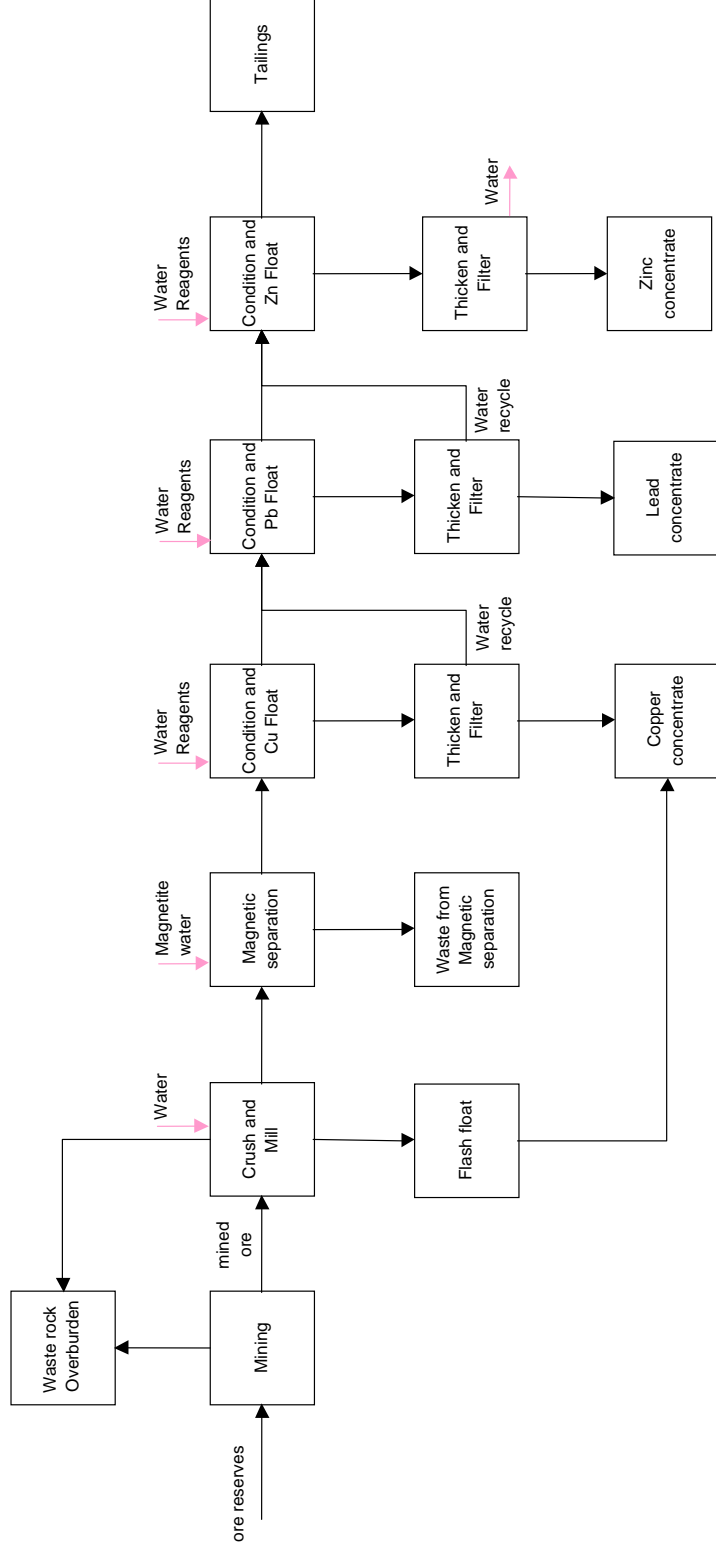 Waste rock
Overburden
ore reserves
Mining
mined
ore
Water
Crush and
Mill
Flash float
Magnetite
water
Magnetic
separation
Waste from
Magnetic
separation
Water
Reagents
Condition and
Cu Float
Thicken and
Filter
Water
recycle
Copper
concentrate
Water
Reagents
Condition and
Pb Float
Thicken and
Filter
Water
recycle
Lead
concentrate
Water
Reagents
Condition and
Zn Float
Thicken and
Filter
Water
Zinc
concentrate
Tailings